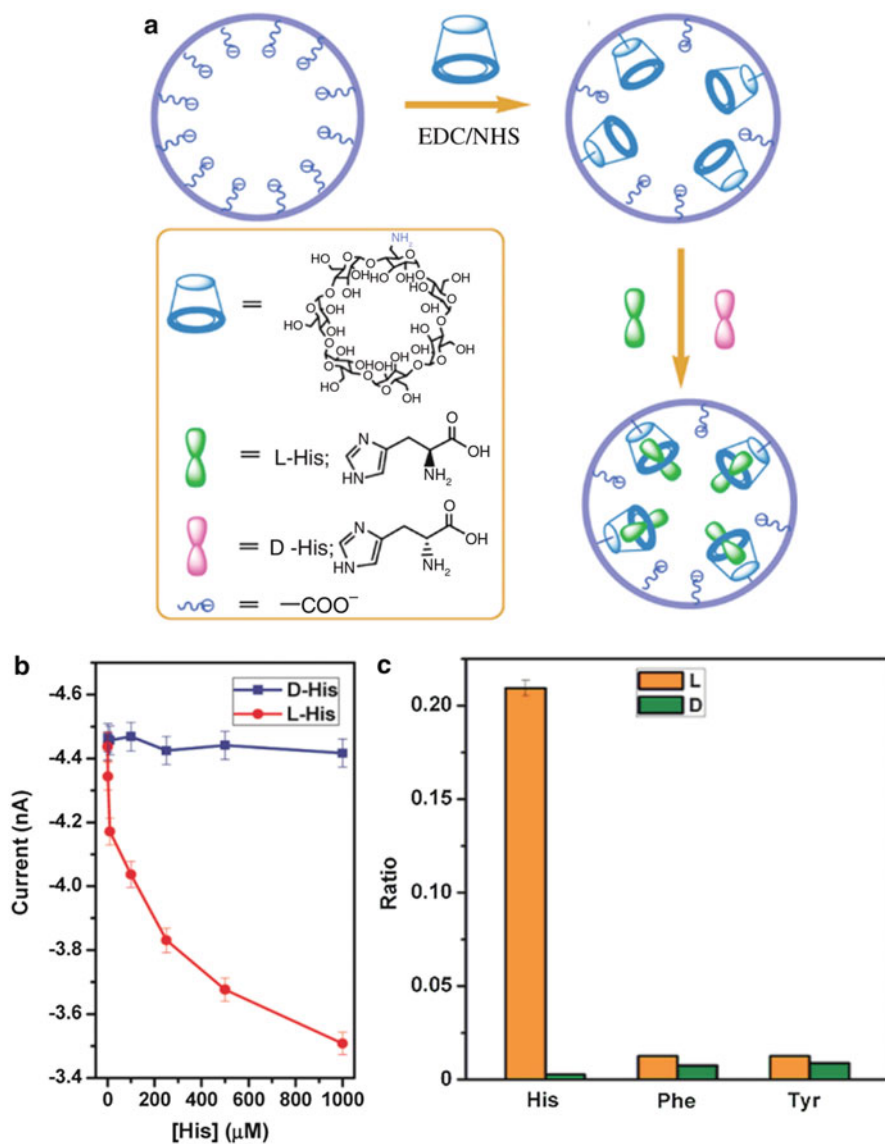 a
EDC/NHS
NH2
HO
OH
= L-His; N HN O OH NH2
= D -His; N HN O OH NH2
= —COO⁻
b
D-His
L-His
-4.6
-4.4
-4.2
-4.0
-3.8
-3.6
-3.4
Current (nA)
0 200 400 600 800 1000
[His] (μM)
c
L
D
0.20
0.15
0.10
0.05
0
Ratio
His Phe Tyr